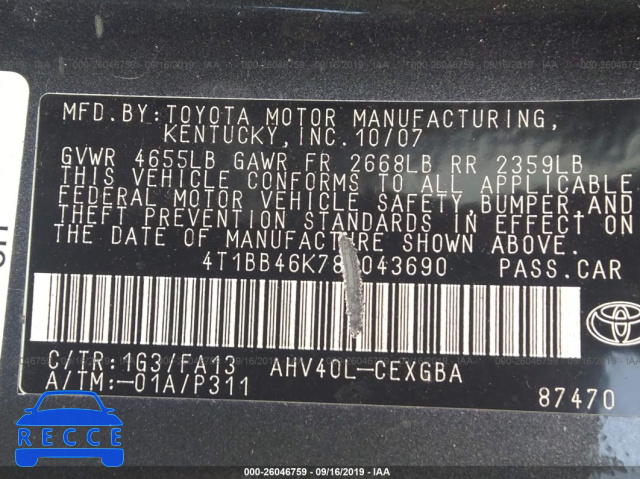 MFD. BY: TOYOTA MOTOR MANUFACTURING,
KENTUCKY, INC. 10/07
GVWR 4655LB GAWR FR 2668LB RR 2359LB
THIS VEHICLE CONFORMS TO ALL APPLICABLE
FEDERAL MOTOR VEHICLE SAFETY, BUMPER, AND
THEFT PREVENTION STANDARDS IN EFFECT ON
THE DATE OF MANUFACTURE SHOWN ABOVE.
PASS. CAR
C/TR: 1G3/FA13 AHV40L-CEXGBA
A/TM: -01A/P311
87470
RECCE
000-26046759 - 09/16/2019 - IAA